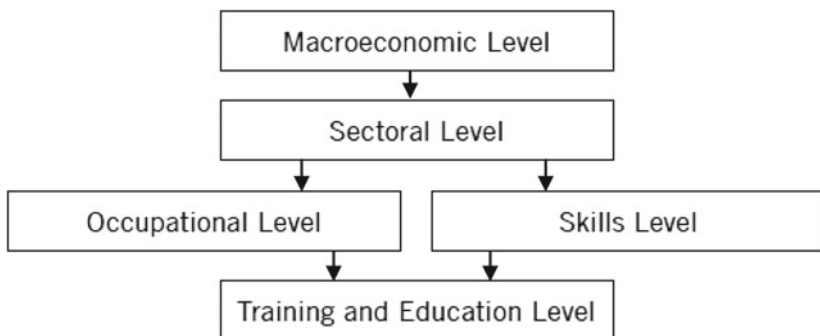 Macroeconomic Level
Sectoral Level
Occupational Level
Skills Level
Training and Education Level